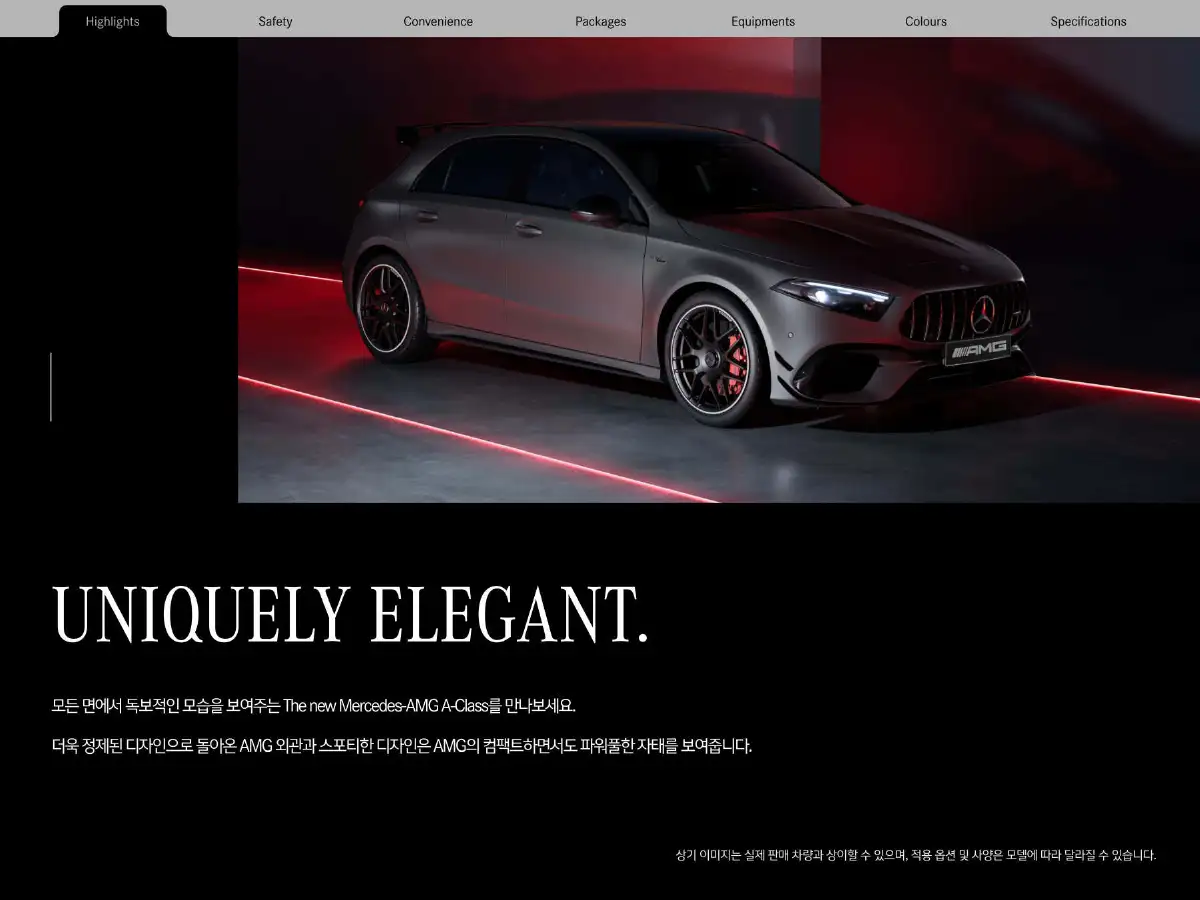 Highlights
Safety
Convenience
Packages
Equipments
Colours
Specifications
AMG
UNIQUELY ELEGANT.
모든 면에서 독보적인 모습을 보여주는 The new Mercedes-AMG A-Class를 만나보세요.
더욱 정제된 디자인으로 돌아온 AMG 외관과 스포티한 디자인은 AMG의 컴팩트하면서도 파워풀한 자태를 보여줍니다.
상기 이미지는 실제 판매 차량과 상이할 수 있으며, 적용 옵션 및 사양은 모델에 따라 달라질 수 있습니다.